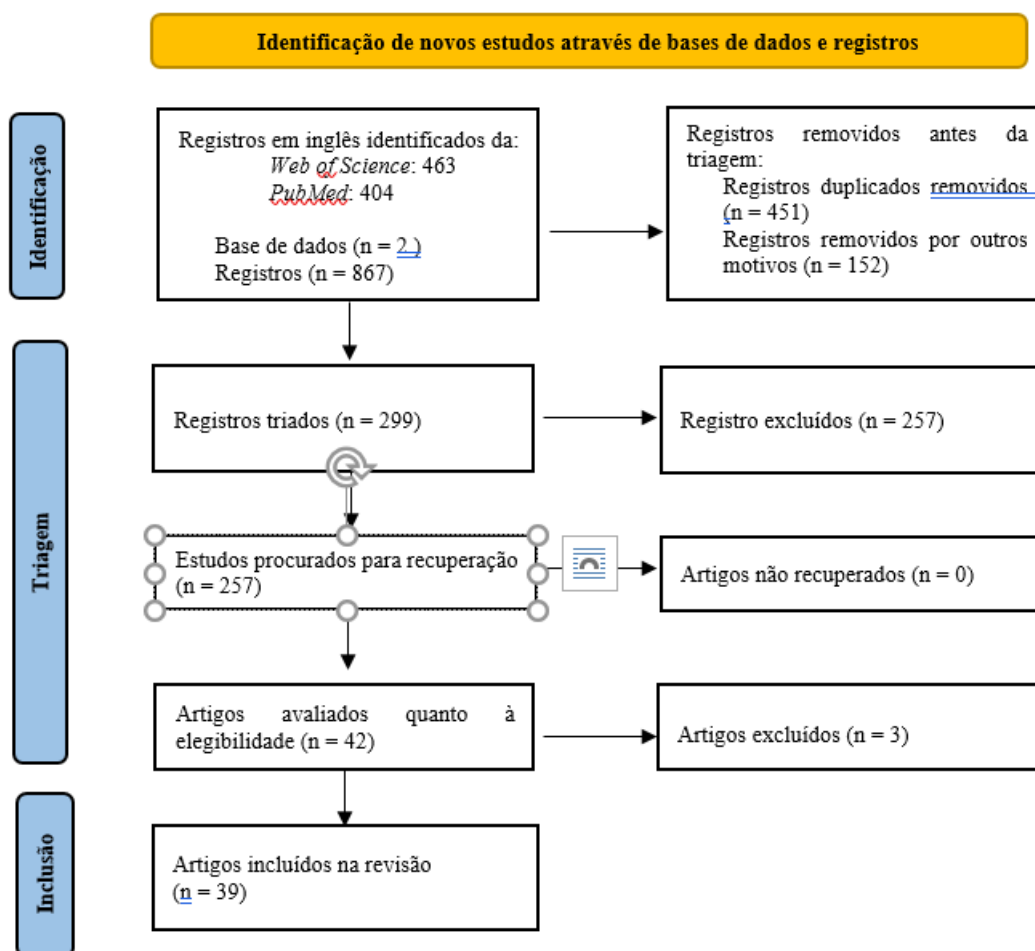 Identificação de novos estudos através de bases de dados e registros
Identificação
Registros em inglês identificados da:
Web of Science: 463
PubMed: 404
Base de dados (n = 2 )
Registros (n = 867)
Registros removidos antes da
triagem:
Registros duplicados removidos
(n = 451)
Registros removidos por outros
motivos (n = 152)
Triagem
Registros triados (n = 299)
Registro excluídos (n = 257)
Estudos procurados para recuperação
(n = 257)
Artigos não recuperados (n = 0)
Artigos avaliados quanto à
elegibilidade (n = 42)
Artigos excluídos (n = 3)
Inclusão
Artigos incluídos na revisão
(n = 39)